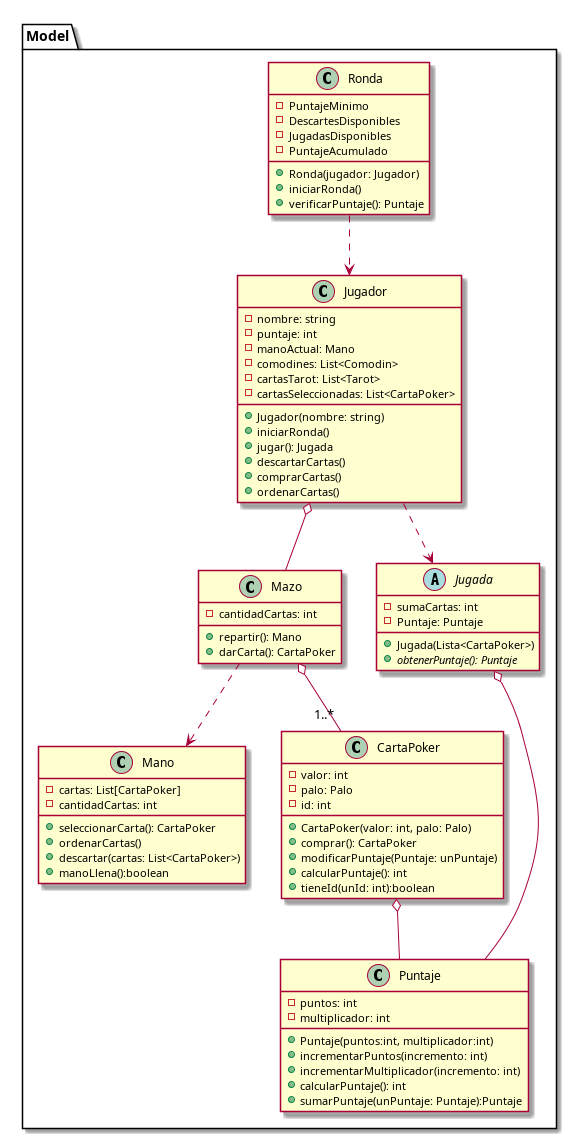 Model
C Ronda
PuntajeMinimo
DescartesDisponibles
JugadasDisponibles
PuntajeAcumulado
Ronda(jugador: Jugador)
iniciarRonda()
verificarPuntaje(): Puntaje
C Jugador
nombre: string
puntaje: int
manoActual: Mano
comodines: List<Comodin>
cartasTarot: List<Tarot>
cartasSeleccionadas: List<CartaPoker>
Jugador(nombre: string)
iniciarRonda()
jugar(): Jugada
descartarCartas()
comprarCartas()
ordenarCartas()
C Mazo
cantidadCartas: int
repartir(): Mano
darCarta(): CartaPoker
A Jugada
sumaCartas: int
Puntaje: Puntaje
Jugada(Lista<CartaPoker>)
obtenerPuntaje(): Puntaje
1..*
C Mano
cartas: List[CartaPoker]
cantidadCartas: int
seleccionarCarta(): CartaPoker
ordenarCartas()
descartar(cartas: List<CartaPoker>)
manoLlena():boolean
C CartaPoker
valor: int
palo: Palo
id: int
CartaPoker(valor: int, palo: Palo)
comprar(): CartaPoker
modificarPuntaje(Puntaje: unPuntaje)
calcularPuntaje(): int
tieneId(unId: int):boolean
C Puntaje
puntos: int
multiplicador: int
Puntaje(puntos:int, multiplicador:int)
incrementarPuntos(incremento: int)
incrementarMultiplicador(incremento: int)
calcularPuntaje(): int
sumarPuntaje(unPuntaje: Puntaje):Puntaje